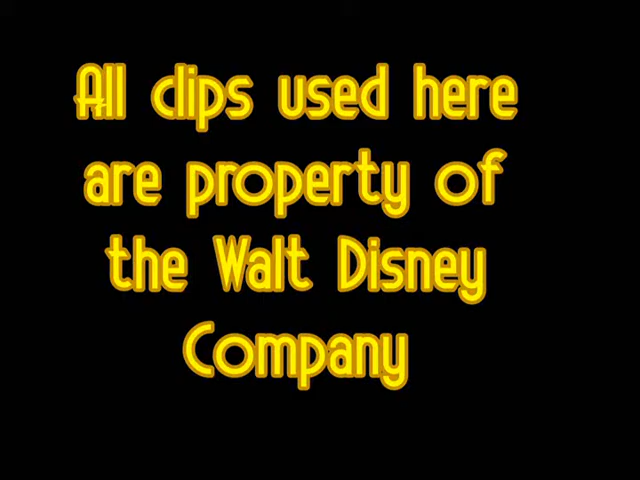 All clips used here
are property of
the Walt Disney
Company